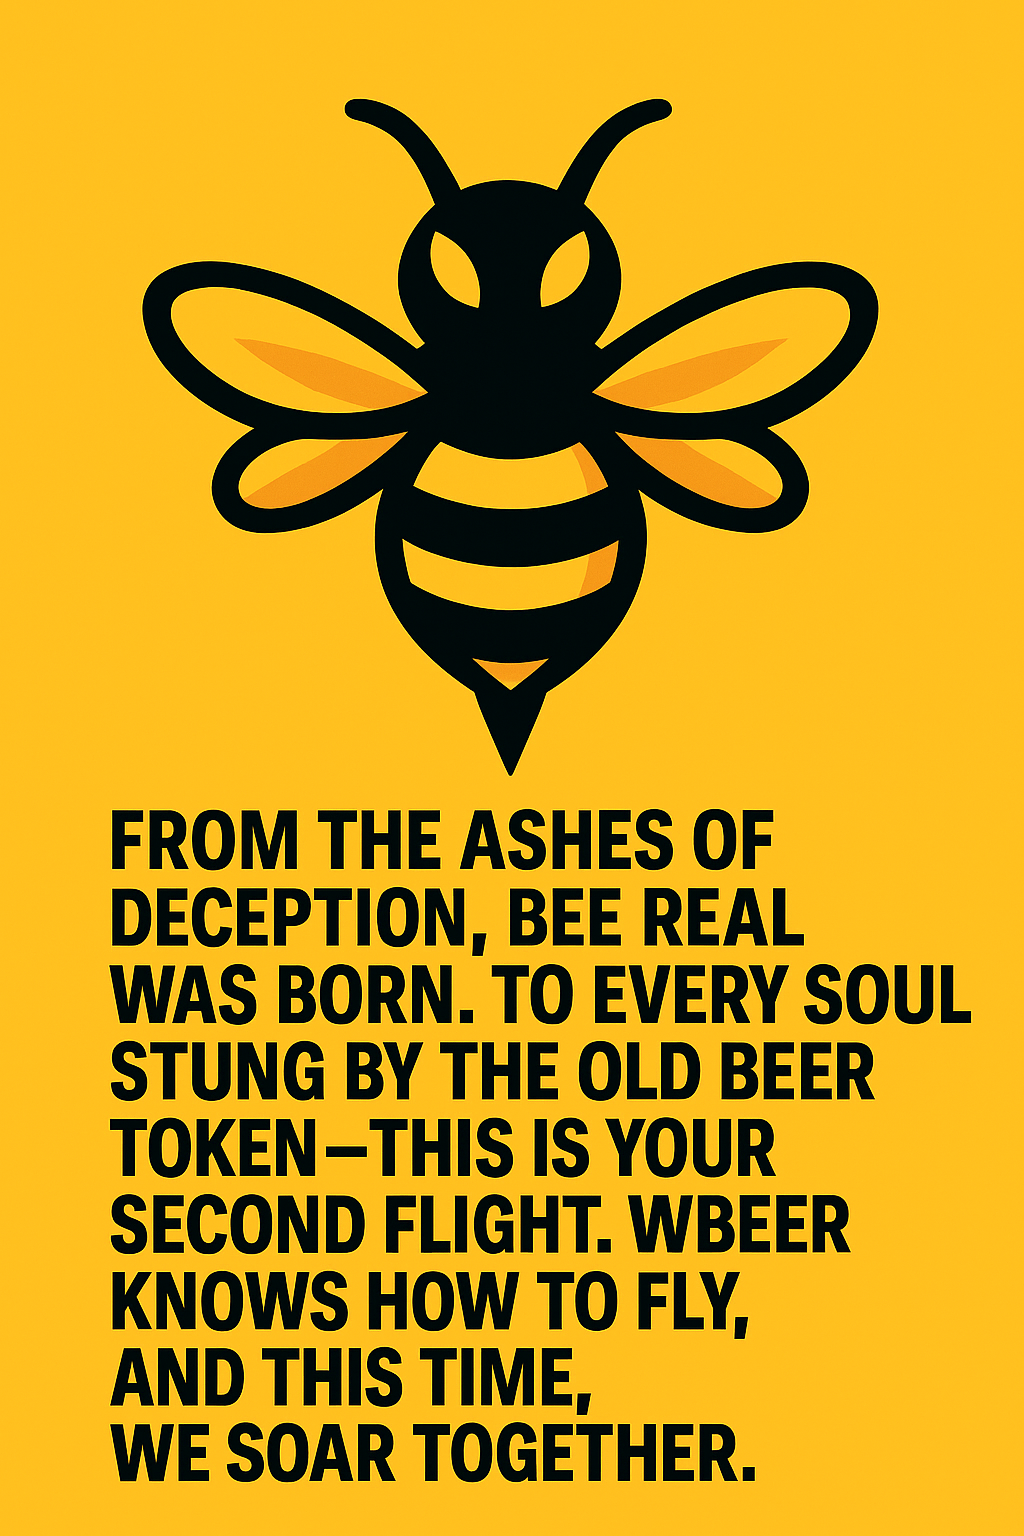 FROM THE ASHES OF
DECEPTION, BEE REAL
WAS BORN. TO EVERY SOUL
STUNG BY THE OLD BEER
TOKEN—THIS IS YOUR
SECOND FLIGHT. WBEER
KNOWS HOW TO FLY,
AND THIS TIME,
WE SOAR TOGETHER.